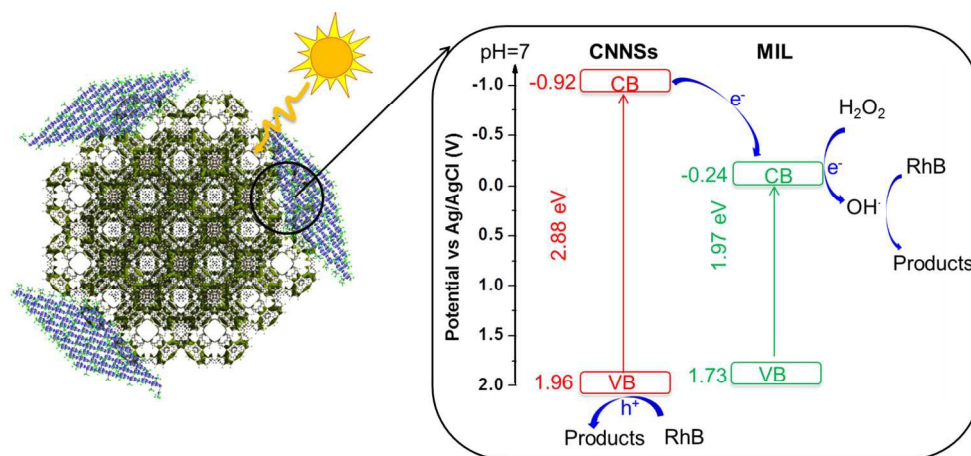 pH=7
CNNSs
MIL
Potential vs Ag/AgCl (V)
-1.0
-0.5
0.0
0.5
1.0
1.5
2.0
-0.92
CB
e-
H2O2
-0.24
CB
e-
RhB
OH·
2.88 eV
1.97 eV
Products
1.96
VB
1.73
VB
h+
Products
RhB